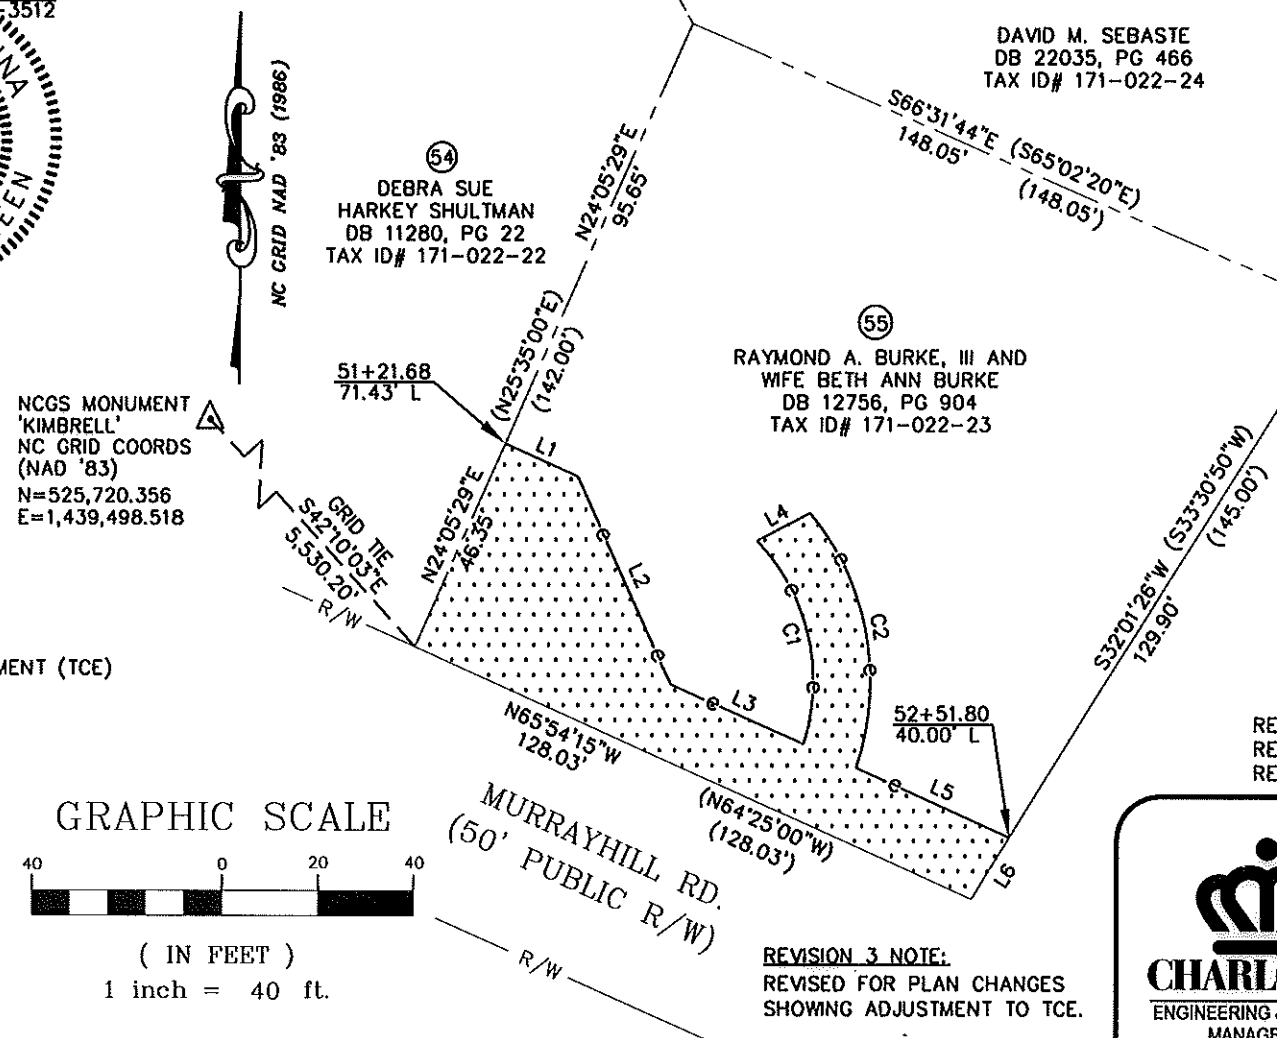 -3512
NA
EEN
NC GRID NAD '83 (1986)
DAVID M. SEBASTE
DB 22035, PG 466
TAX ID# 171-022-24
S66°31'44"E (S65°02'20"E)
148.05'
(148.05')
54
DEBRA SUE
HARKEY SHULTMAN
DB 11280, PG 22
TAX ID# 171-022-22
N24°05'29"E
95.65'
(N25°35'00"E)
(142.00')
55
RAYMOND A. BURKE, III AND
WIFE BETH ANN BURKE
DB 12756, PG 904
TAX ID# 171-022-23
51+21.68
71.43' L
NCGS MONUMENT
'KIMBRELL'
NC GRID COORDS
(NAD '83)
N=525,720.356
E=1,439,498.518
GRID TIE
S42°10'03"E
5,530.20'
N24°05'29"E
46.35'
L1
e
L2
e
L3
e
L4
e
e
C1
C2
e
e
S32°01'26"W (S33°30'50"W)
129.90'
(145.00')
52+51.80
40.00' L
L5
e
L6
R/W
MENT (TCE)
N65°54'15"W
128.03'
(N64°25'00"W)
(128.03')
MURRAYHILL RD.
(50' PUBLIC R/W)
R/W
GRAPHIC SCALE
40 0 20 40
( IN FEET )
1 inch = 40 ft.
REVISION 3 NOTE:
REVISED FOR PLAN CHANGES
SHOWING ADJUSTMENT TO TCE.
RE
RE
RE
CHARL
ENGINEERING
MANAGE